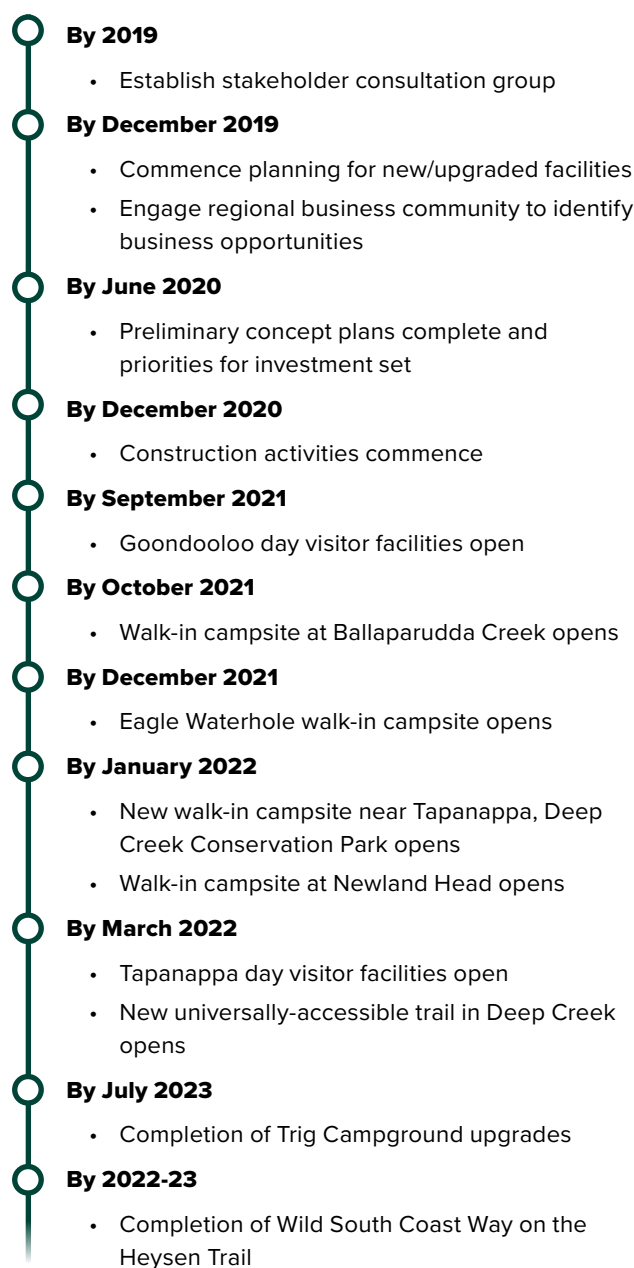 By 2019
• Establish stakeholder consultation group
By December 2019
• Commence planning for new/upgraded facilities
• Engage regional business community to identify
business opportunities
By June 2020
• Preliminary concept plans complete and
priorities for investment set
By December 2020
• Construction activities commence
By September 2021
• Goondooloo day visitor facilities open
By October 2021
• Walk-in campsite at Ballaparudda Creek opens
By December 2021
• Eagle Waterhole walk-in campsite opens
By January 2022
• New walk-in campsite near Tapanappa, Deep
Creek Conservation Park opens
• Walk-in campsite at Newland Head opens
By March 2022
• Tapanappa day visitor facilities open
• New universally-accessible trail in Deep Creek
opens
By July 2023
• Completion of Trig Campground upgrades
By 2022-23
• Completion of Wild South Coast Way on the
Heysen Trail